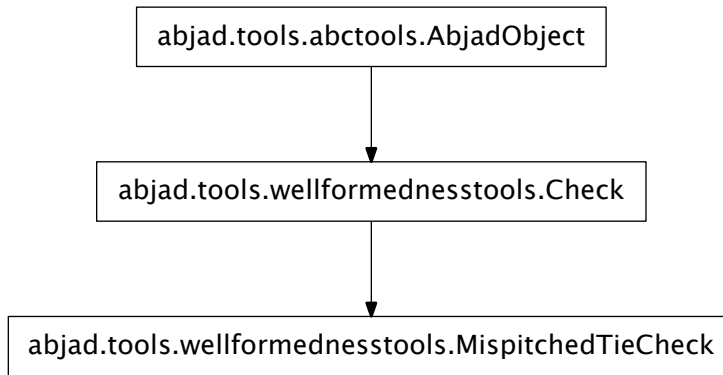 abjad.tools.abctools.AbjadObject
abjad.tools.wellformednesstools.Check
abjad.tools.wellformednesstools.MispitchedTieCheck